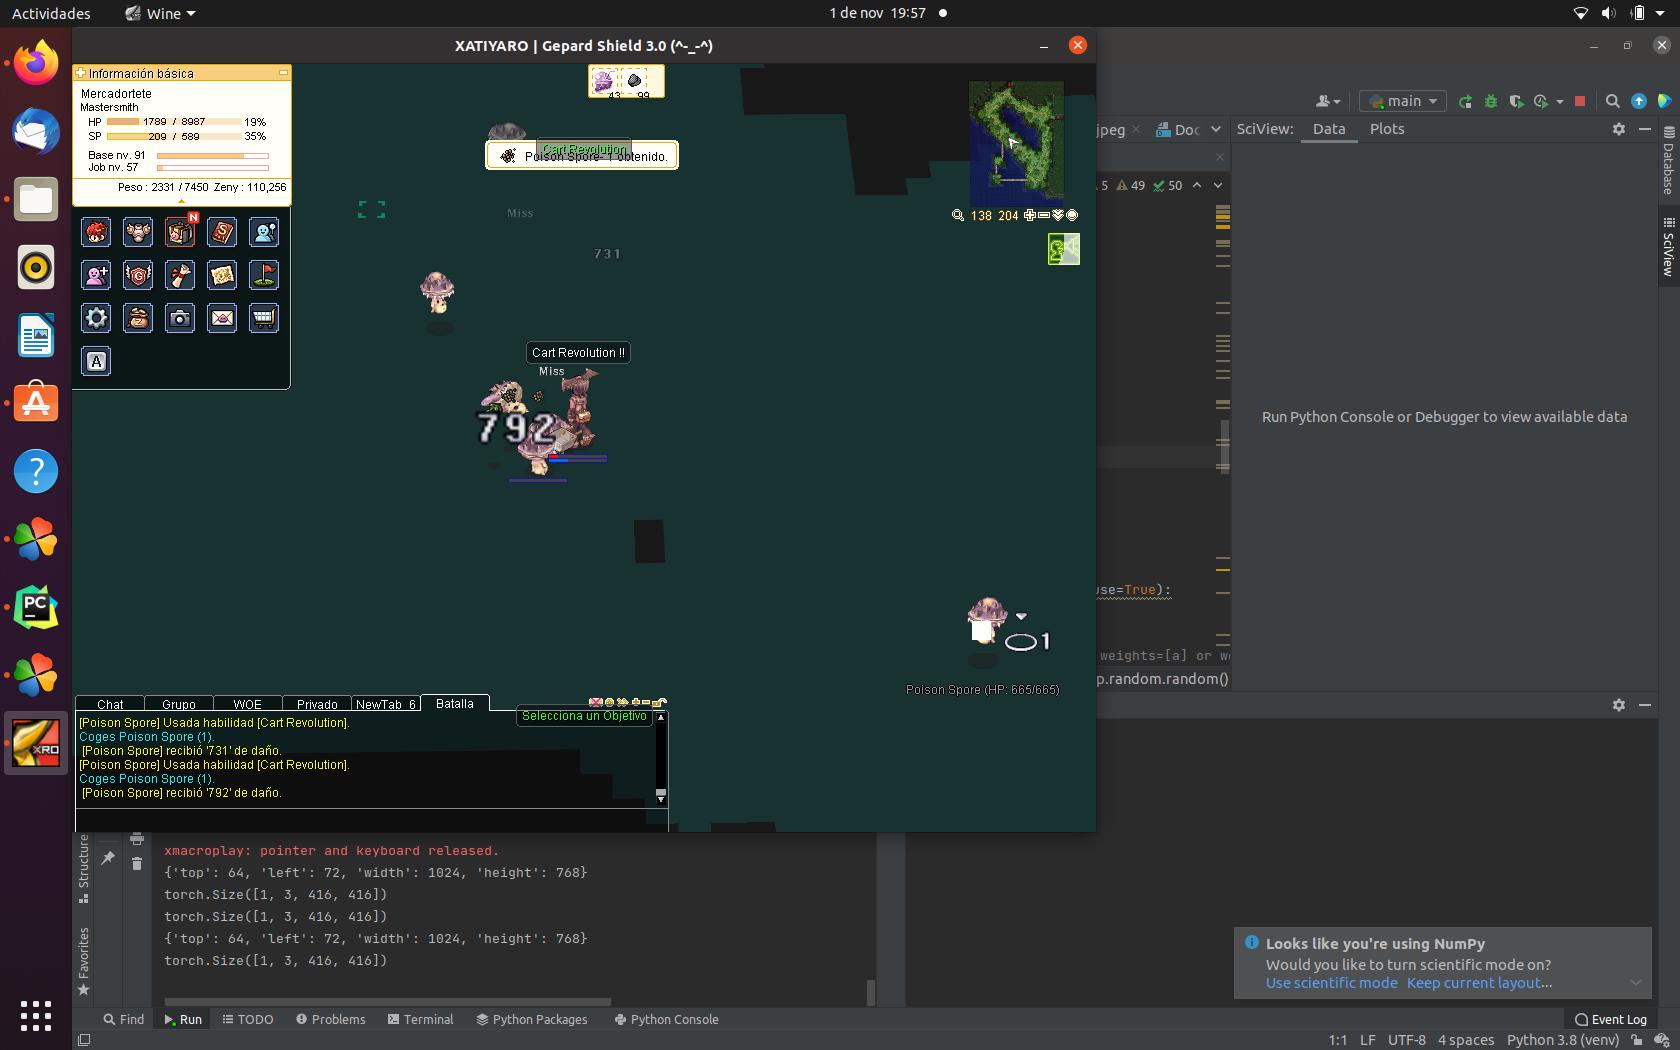 Actividades
Wine
1 de nov 19:57
XATIYARO | Gepard Shield 3.0 (^-_-^)
Información básica
Mercadortete
Mastersmith
HP 1789 / 8987 19%
SP 209 / 589 35%
Base nv. 91
Job nv. 57
Peso : 2331 / 7450 Zeny : 110,256
N
A
43 99
Cart Revolution
Poison Spore- 1 obtenido.
Miss
731
Cart Revolution !!
Miss
792
138 204
1
Poison Spore (HP: 665/665)
Chat
Grupo
WOE
Privado
NewTab_6
Batalla
Selecciona un Objetivo
[Poison Spore] Usada habilidad [Cart Revolution].
Coges Poison Spore (1).
[Poison Spore] recibió '731' de daño.
[Poison Spore] Usada habilidad [Cart Revolution].
Coges Poison Spore (1).
[Poison Spore] recibió '792' de daño.
main
jpeg
Doc
SciView:
Data
Plots
5 49 50
Database
SciView
Run Python Console or Debugger to view available data
use=True):
weights=[a] or w
p.random.random()
PC
XRO
Structure
Favorites
xmacroplay: pointer and keyboard released.
{'top': 64, 'left': 72, 'width': 1024, 'height': 768}
torch.Size([1, 3, 416, 416])
torch.Size([1, 3, 416, 416])
{'top': 64, 'left': 72, 'width': 1024, 'height': 768}
torch.Size([1, 3, 416, 416])
Looks like you're using NumPy
Would you like to turn scientific mode on?
Use scientific mode Keep current layout...
Find
Run
TODO
Problems
Terminal
Python Packages
Python Console
Event Log
1:1 LF UTF-8 4 spaces Python 3.8 (venv)